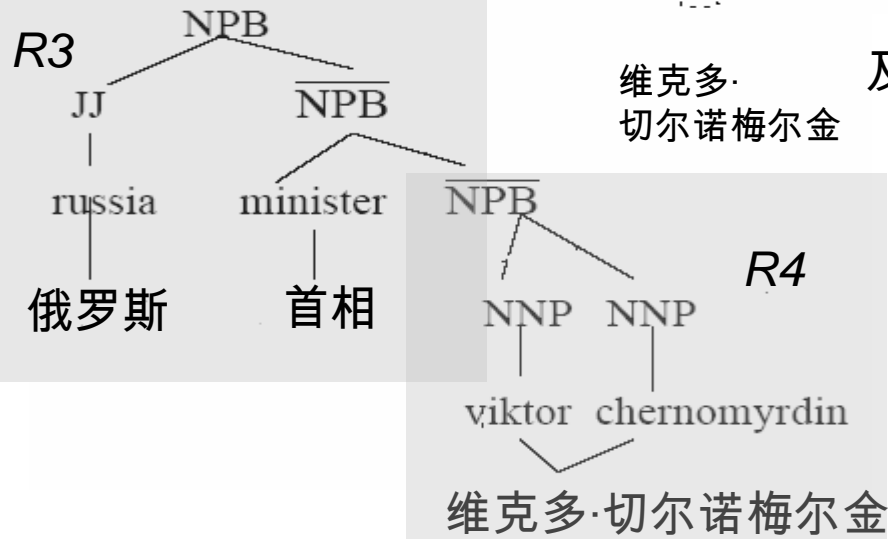 NPB
R3
JJ
NPB
维克多·
切尔诺梅尔金
russia
minister
NPB
R4
俄罗斯
首相
NNP
NNP
viktor
chernomyrdin
维克多·切尔诺梅尔金